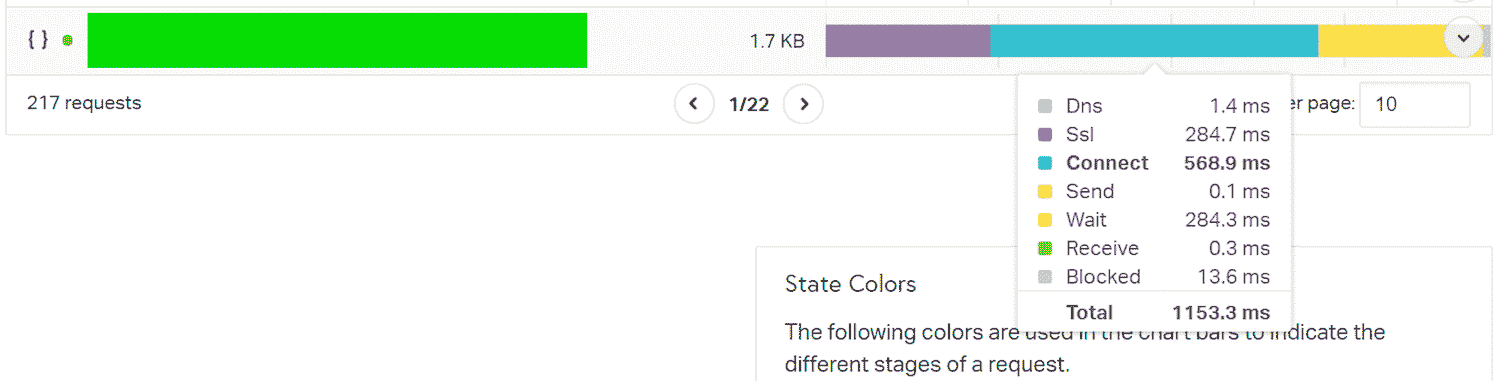 { } 1.7 KB
217 requests 1/22 er page: 10
Dns 1.4 ms
Ssl 284.7 ms
Connect 568.9 ms
Send 0.1 ms
Wait 284.3 ms
Receive 0.3 ms
Blocked 13.6 ms
Total 1153.3 ms
State Colors
The following colors are used in the chart bars to indicate the
different stages of a request.